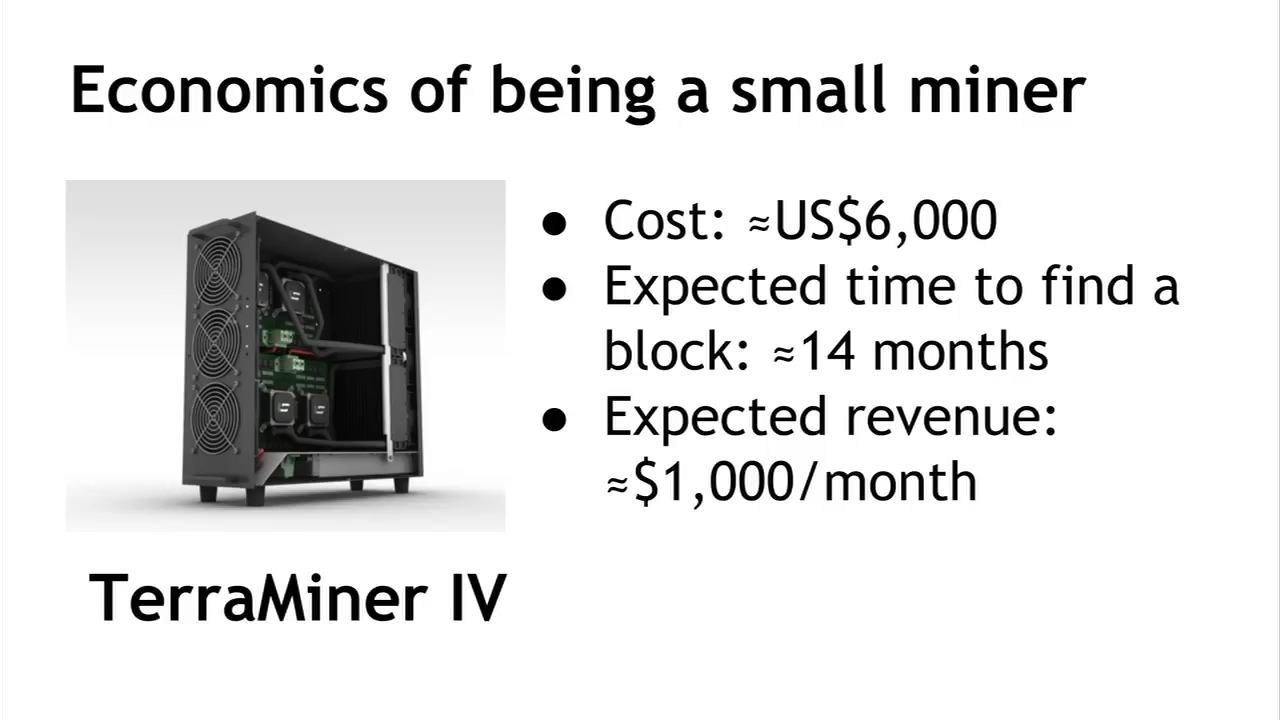 Economics of being a small miner
● Cost: ≈US$6,000
● Expected time to find a
block: ≈14 months
● Expected revenue:
≈$1,000/month
TerraMiner IV